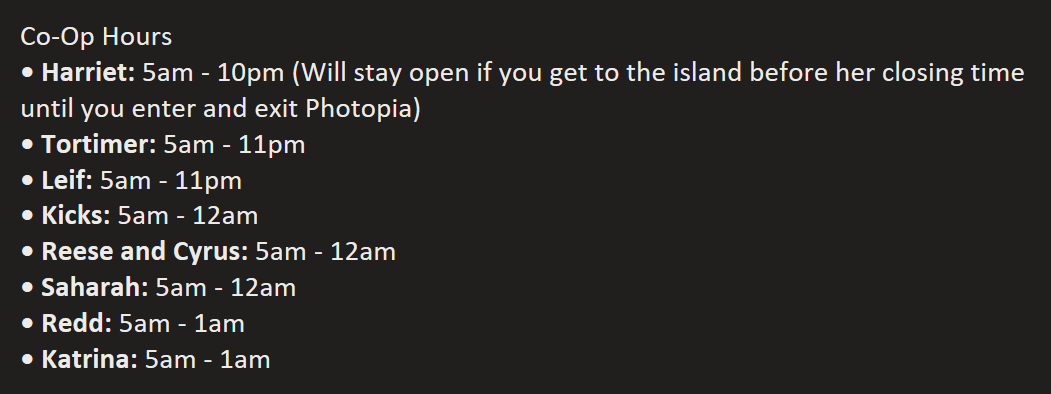 Co-Op Hours
• Harriet: 5am - 10pm (Will stay open if you get to the island before her closing time
until you enter and exit Photopia)
• Tortimer: 5am - 11pm
• Leif: 5am - 11pm
• Kicks: 5am - 12am
• Reese and Cyrus: 5am - 12am
• Saharah: 5am - 12am
• Redd: 5am - 1am
• Katrina: 5am - 1am